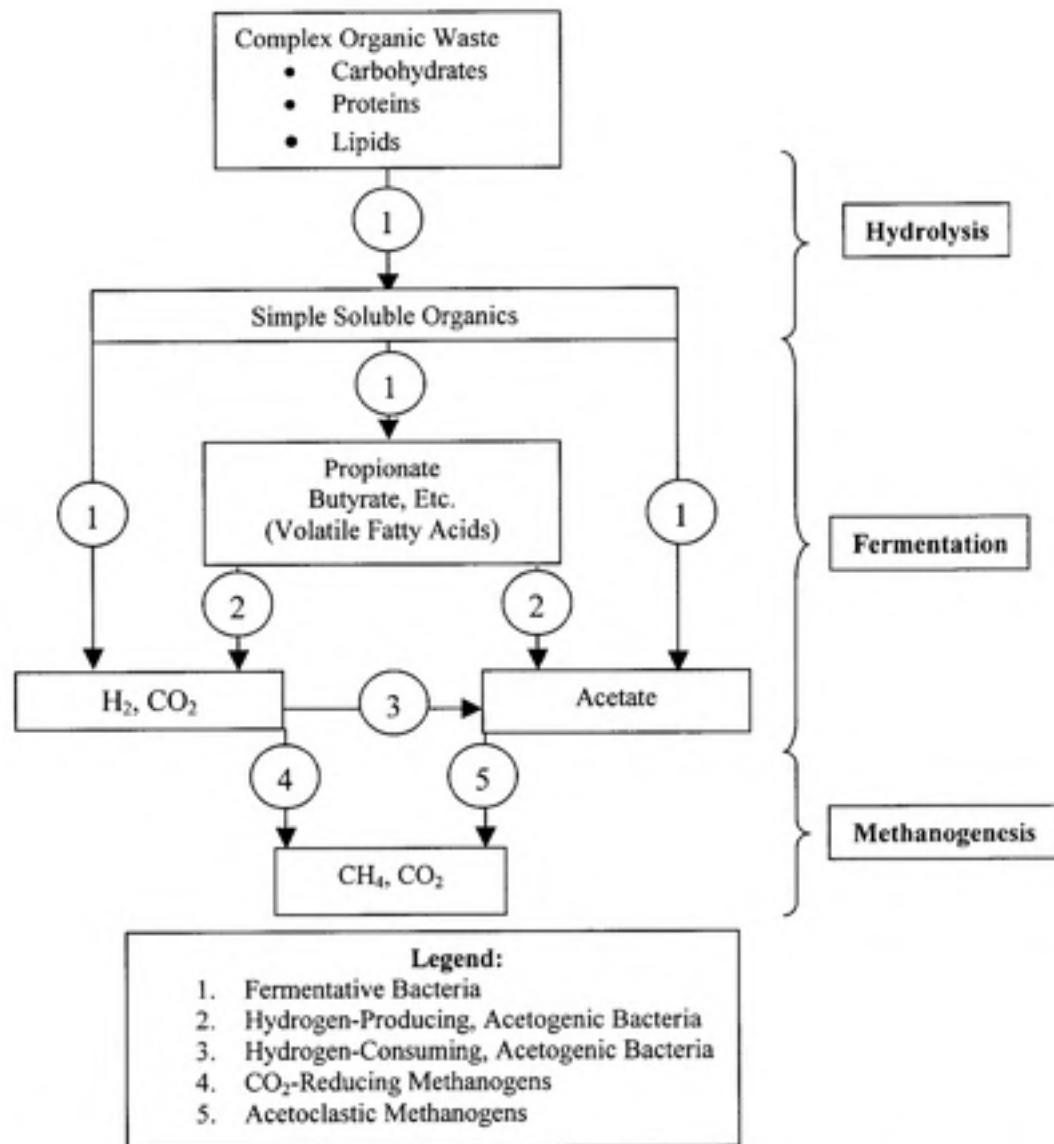 Complex Organic Waste
• Carbohydrates
• Proteins
• Lipids
1
Hydrolysis
Simple Soluble Organics
1
Propionate
Butyrate, Etc.
(Volatile Fatty Acids)
1
1
Fermentation
2
2
H₂, CO₂
3
Acetate
4
5
Methanogenesis
CH₄, CO₂
Legend:
1. Fermentative Bacteria
2. Hydrogen-Producing, Acetogenic Bacteria
3. Hydrogen-Consuming, Acetogenic Bacteria
4. CO₂-Reducing Methanogens
5. Acetoclastic Methanogens